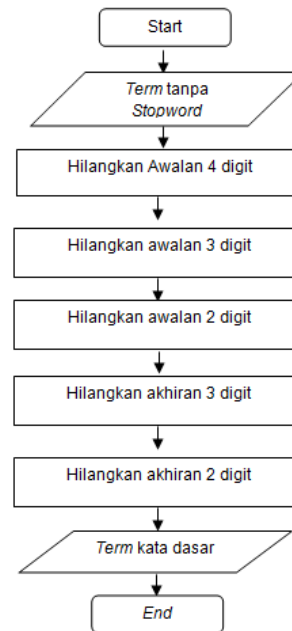 Start
Term tanpa
Stopword
Hilangkan Awalan 4 digit
Hilangkan awalan 3 digit
Hilangkan awalan 2 digit
Hilangkan akhiran 3 digit
Hilangkan akhiran 2 digit
Term kata dasar
End